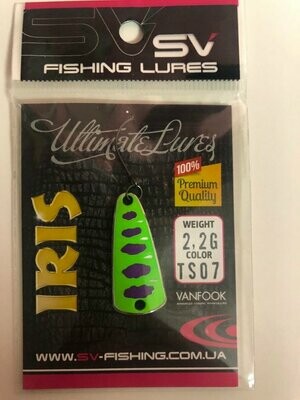 SV SV
FISHING LURES
Ultimate Lures
100%
Premium
Quality
IRIS
WEIGHT
2,2G
COLOR
TS07
VANFOOK
WWW.SV-FISHING.COM.UA